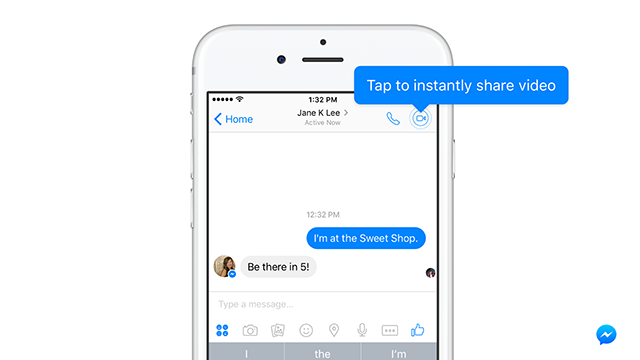 Tap to instantly share video
1:32 PM
Home
Jane K Lee
Active Now
12:32 PM
I'm at the Sweet Shop.
Be there in 5!
Type a message...
I
the
I'm